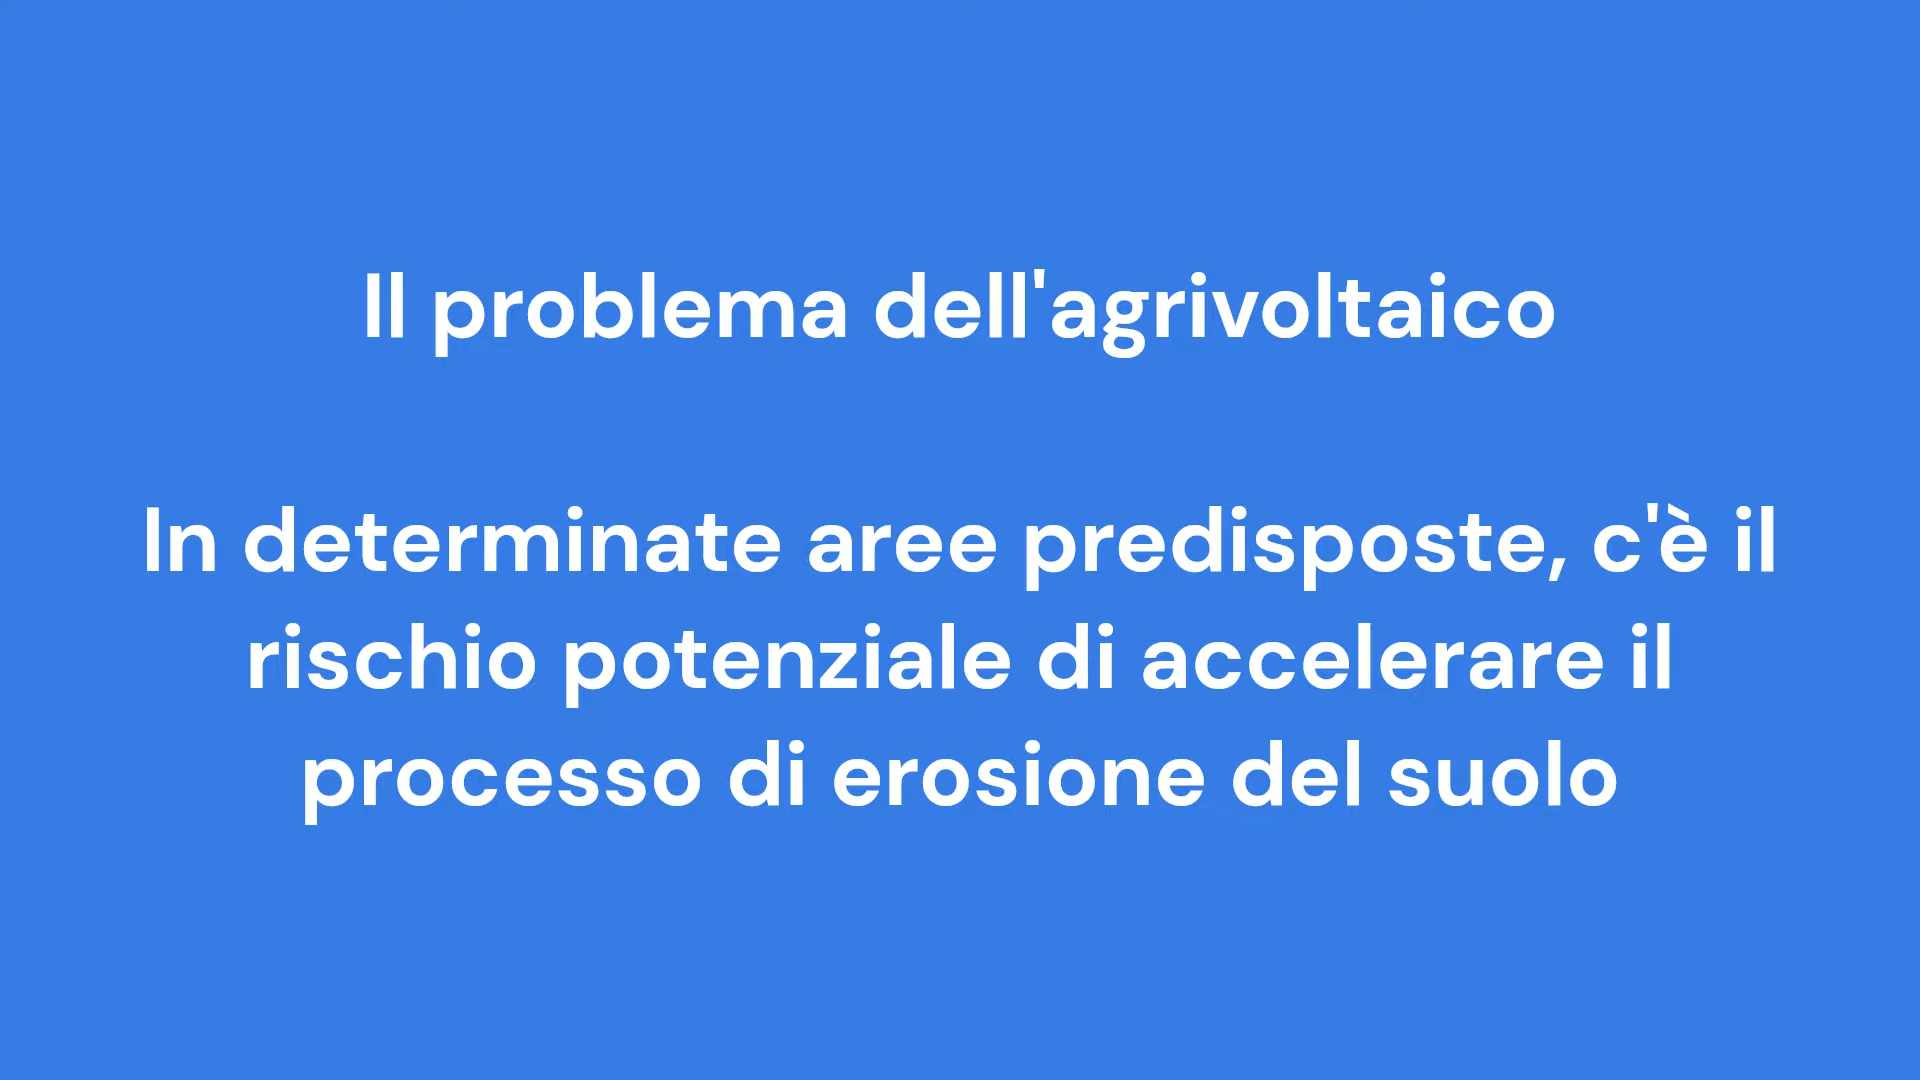 Il problema dell'agrivoltaico
In determinate aree predisposte, c'è il
rischio potenziale di accelerare il
processo di erosione del suolo